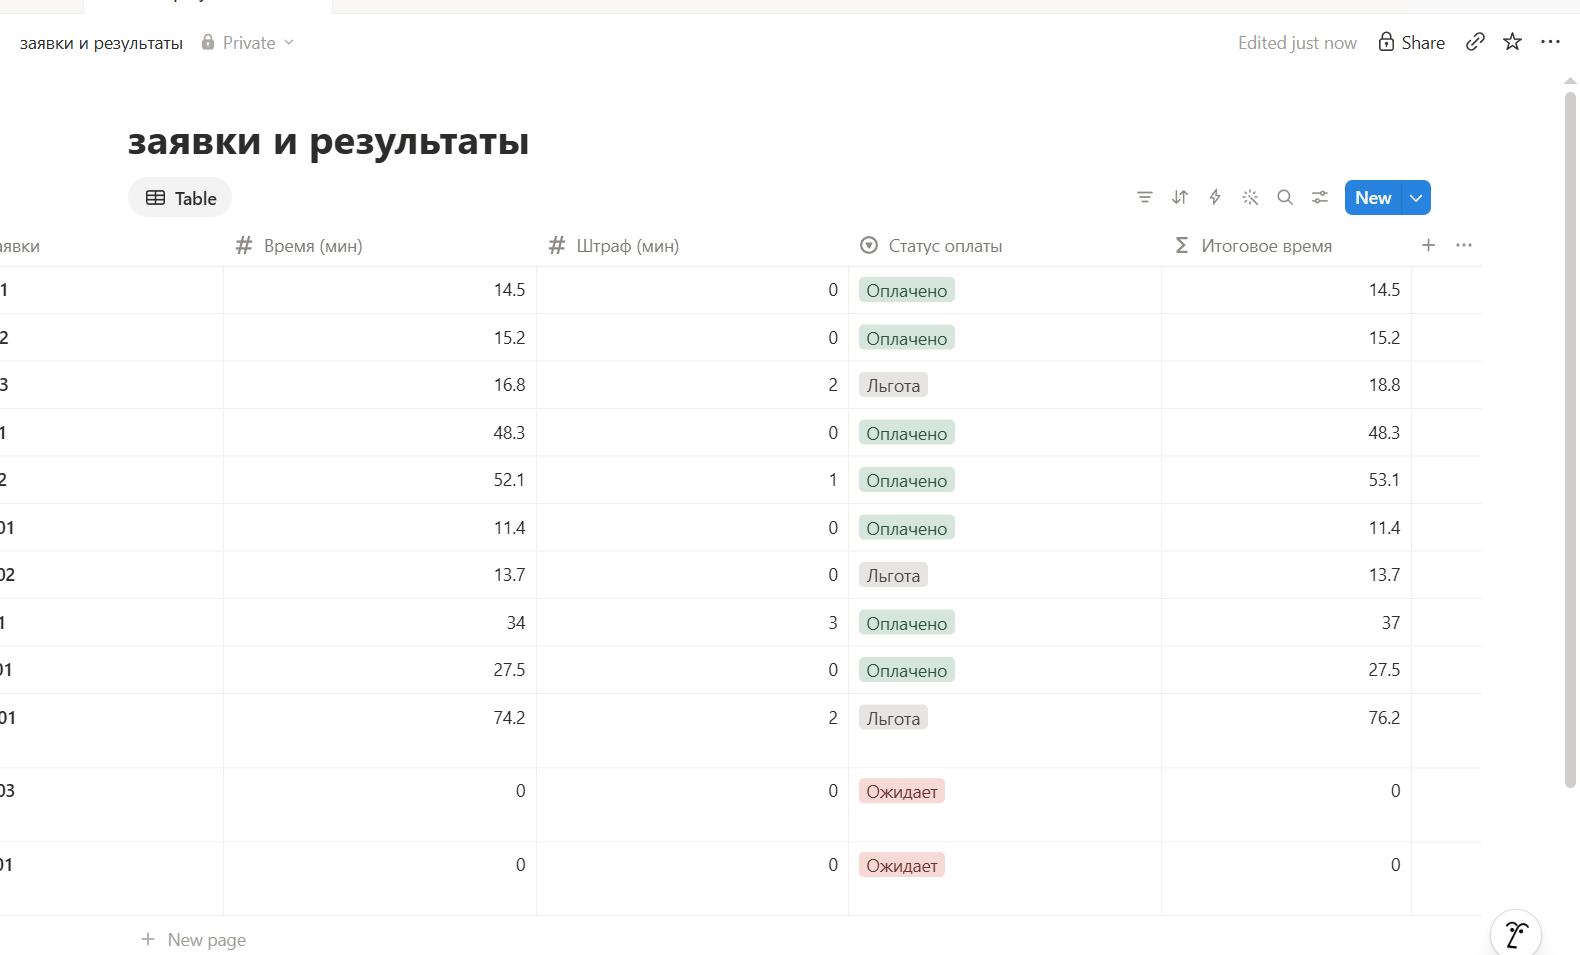 заявки и результаты Private Edited just now Share
заявки и результаты
Table New
Время (мин) Штраф (мин) Статус оплаты Итоговое время
1 14.5 0 Оплачено 14.5
2 15.2 0 Оплачено 15.2
3 16.8 2 Льгота 18.8
1 48.3 0 Оплачено 48.3
2 52.1 1 Оплачено 53.1
01 11.4 0 Оплачено 11.4
02 13.7 0 Льгота 13.7
1 34 3 Оплачено 37
01 27.5 0 Оплачено 27.5
01 74.2 2 Льгота 76.2
03 0 0 Ожидает 0
01 0 0 Ожидает 0
New page